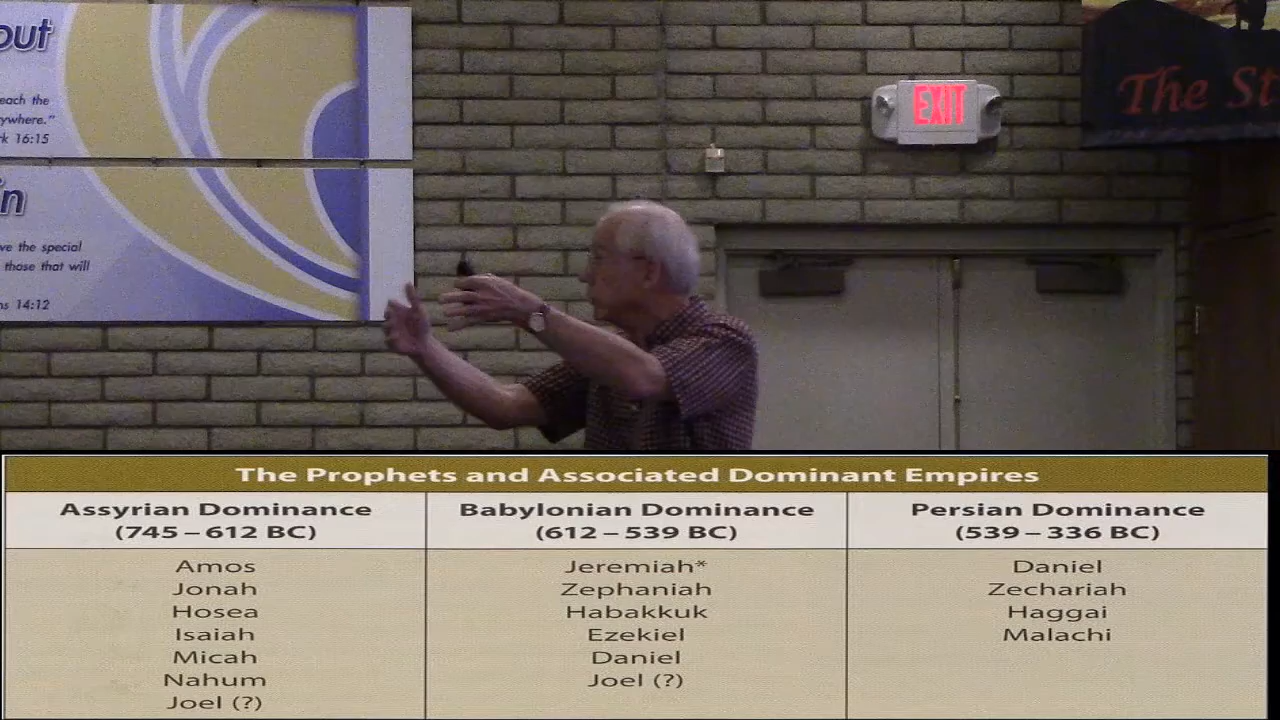 out
each the
ywhere."
rk 16:15
in
ve the special
those that will
ns 14:12
EXIT
The St
The Prophets and Associated Dominant Empires
Assyrian Dominance
(745 – 612 BC)
Amos
Jonah
Hosea
Isaiah
Micah
Nahum
Joel (?)
Babylonian Dominance
(612 – 539 BC)
Jeremiah*
Zephaniah
Habakkuk
Ezekiel
Daniel
Joel (?)
Persian Dominance
(539 – 336 BC)
Daniel
Zechariah
Haggai
Malachi